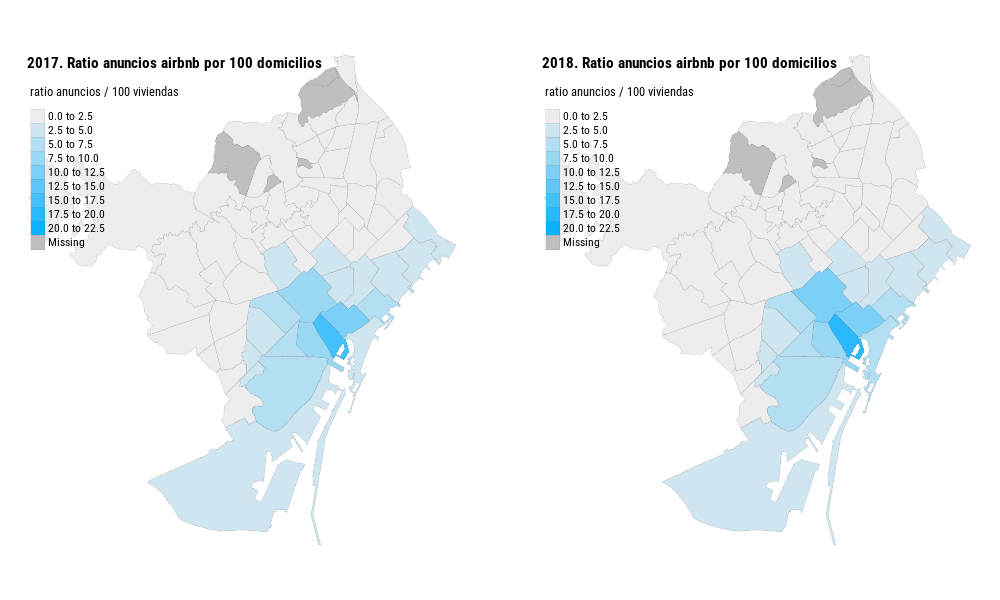 2017. Ratio anuncios airbnb por 100 domicilios
ratio anuncios / 100 viviendas
0.0 to 2.5
2.5 to 5.0
5.0 to 7.5
7.5 to 10.0
10.0 to 12.5
12.5 to 15.0
15.0 to 17.5
17.5 to 20.0
20.0 to 22.5
Missing
2018. Ratio anuncios airbnb por 100 domicilios
ratio anuncios / 100 viviendas
0.0 to 2.5
2.5 to 5.0
5.0 to 7.5
7.5 to 10.0
10.0 to 12.5
12.5 to 15.0
15.0 to 17.5
17.5 to 20.0
20.0 to 22.5
Missing